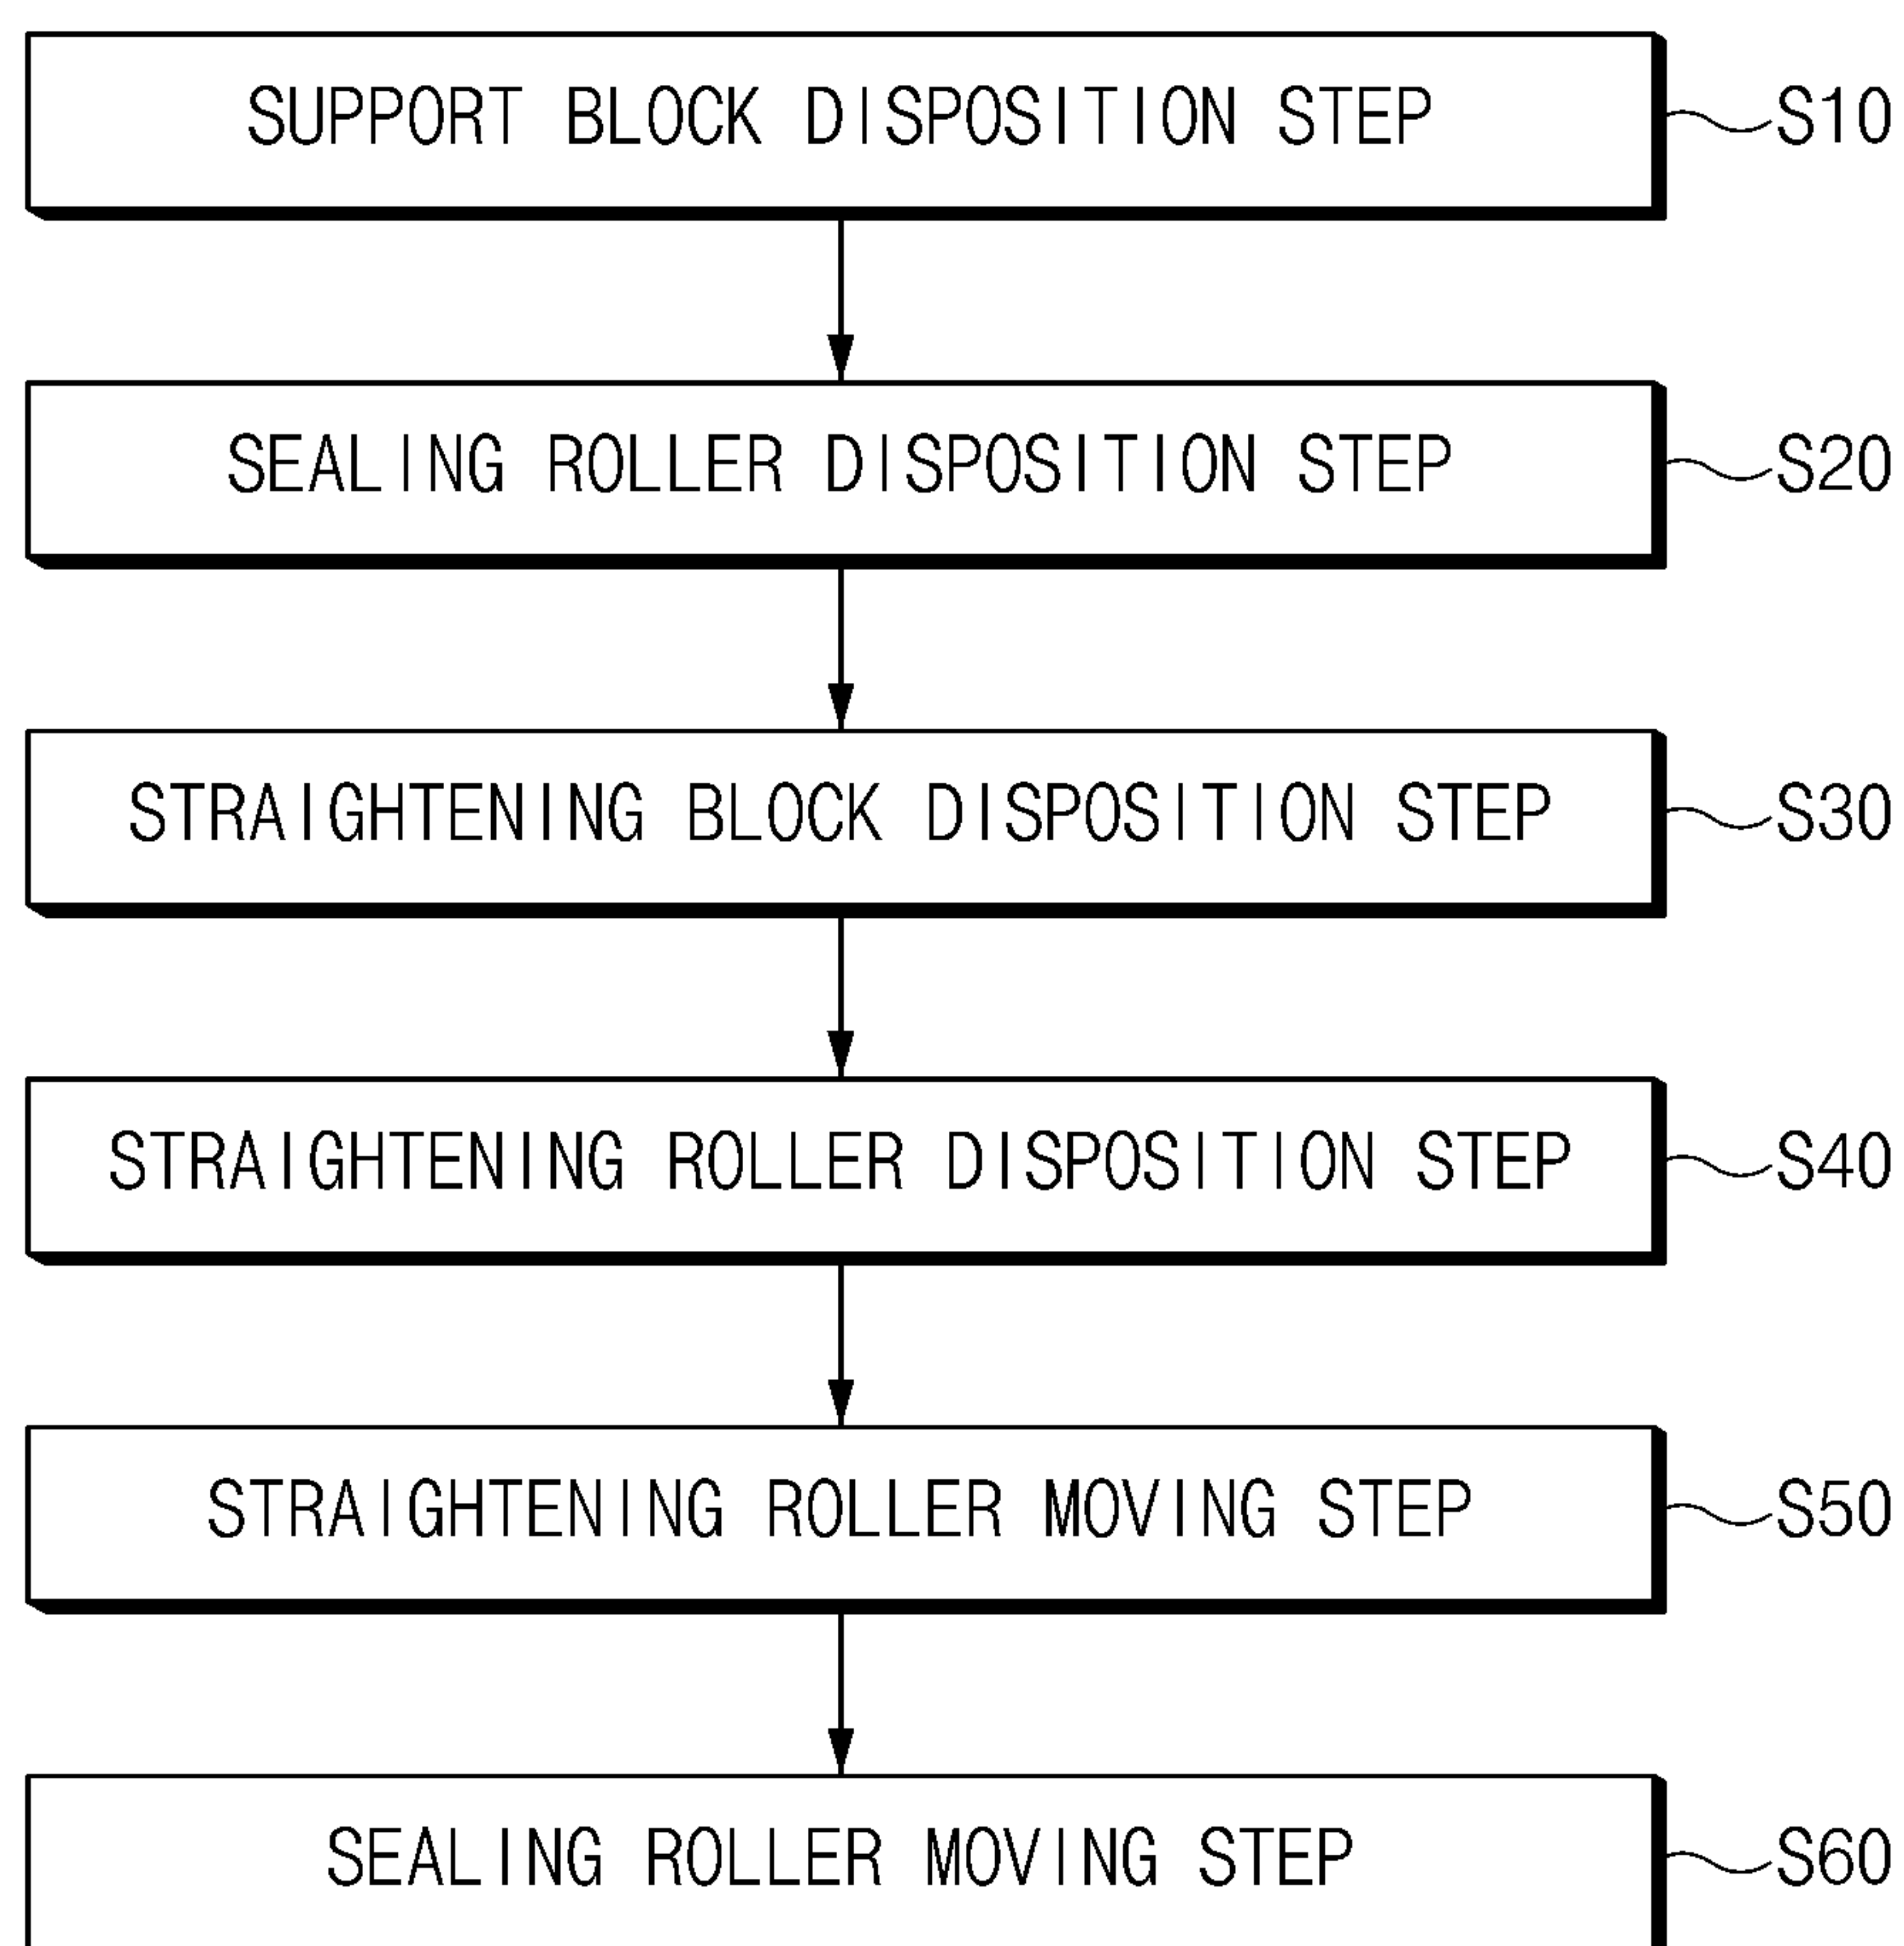 SUPPORT BLOCK DISPOSITION STEP S10
SEALING ROLLER DISPOSITION STEP S20
STRAIGHTENING BLOCK DISPOSITION STEP S30
STRAIGHTENING ROLLER DISPOSITION STEP S40
STRAIGHTENING ROLLER MOVING STEP S50
SEALING ROLLER MOVING STEP S60